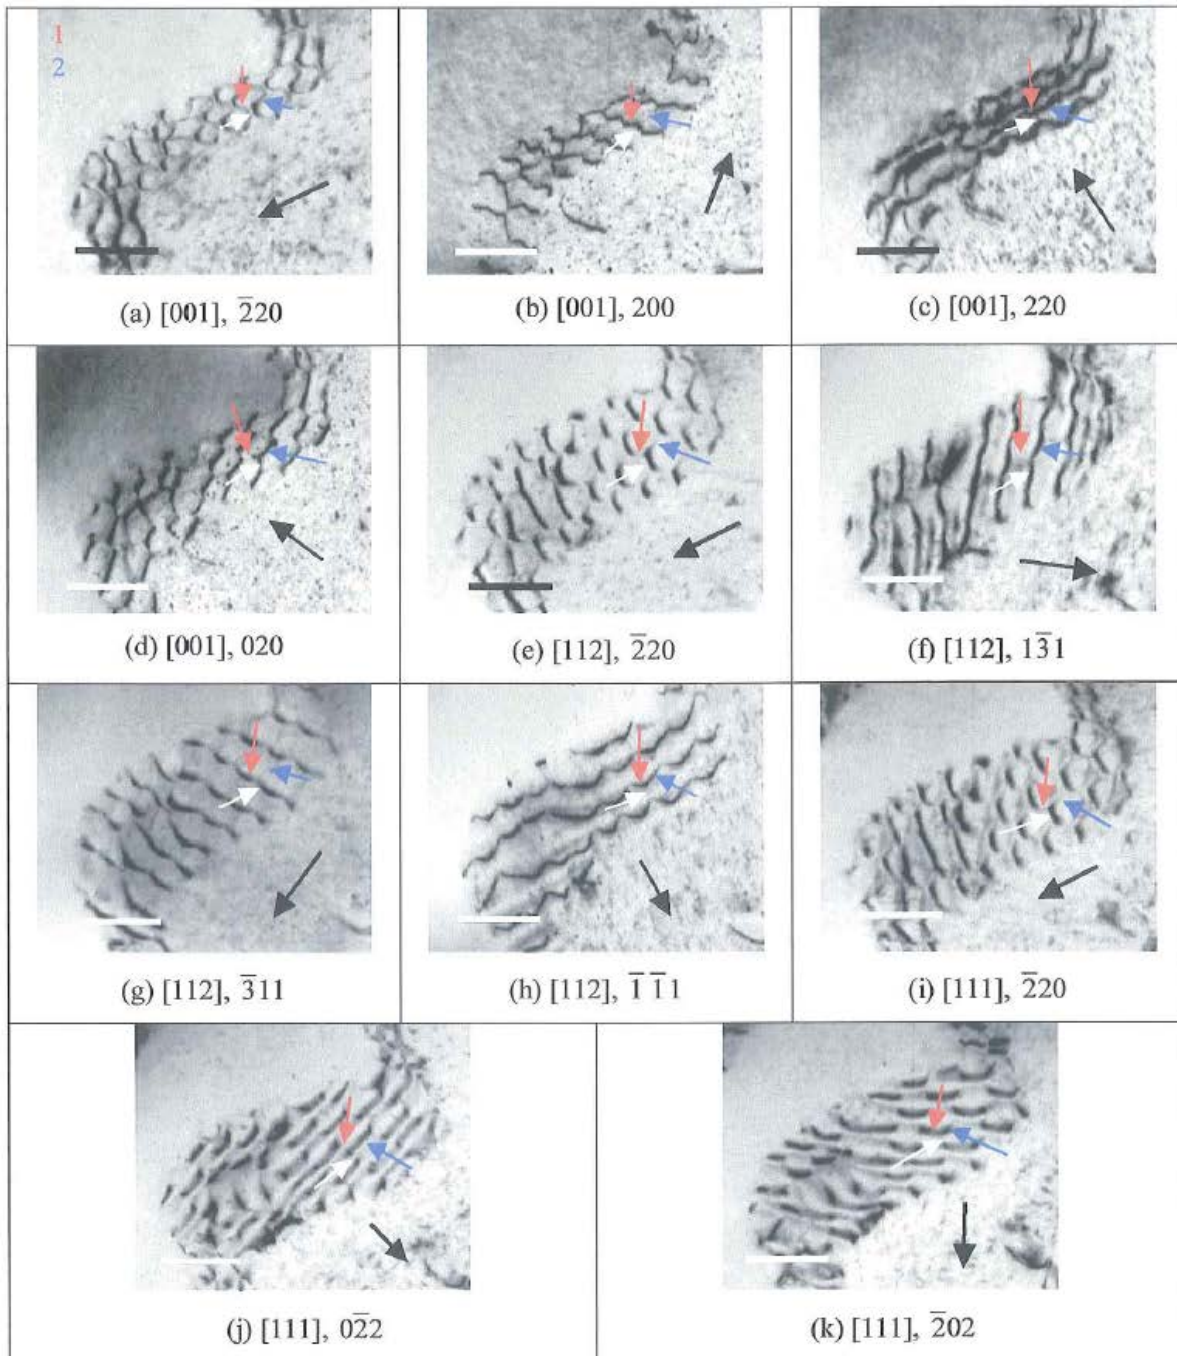 1
2
(a) [001], 2̅20
(b) [001], 200
(c) [001], 220
(d) [001], 020
(e) [112], 2̅20
(f) [112], 13̅1
(g) [112], 3̅11
(h) [112], 1̅ 1̅1
(i) [111], 2̅20
(j) [111], 02̅2
(k) [111], 2̅02